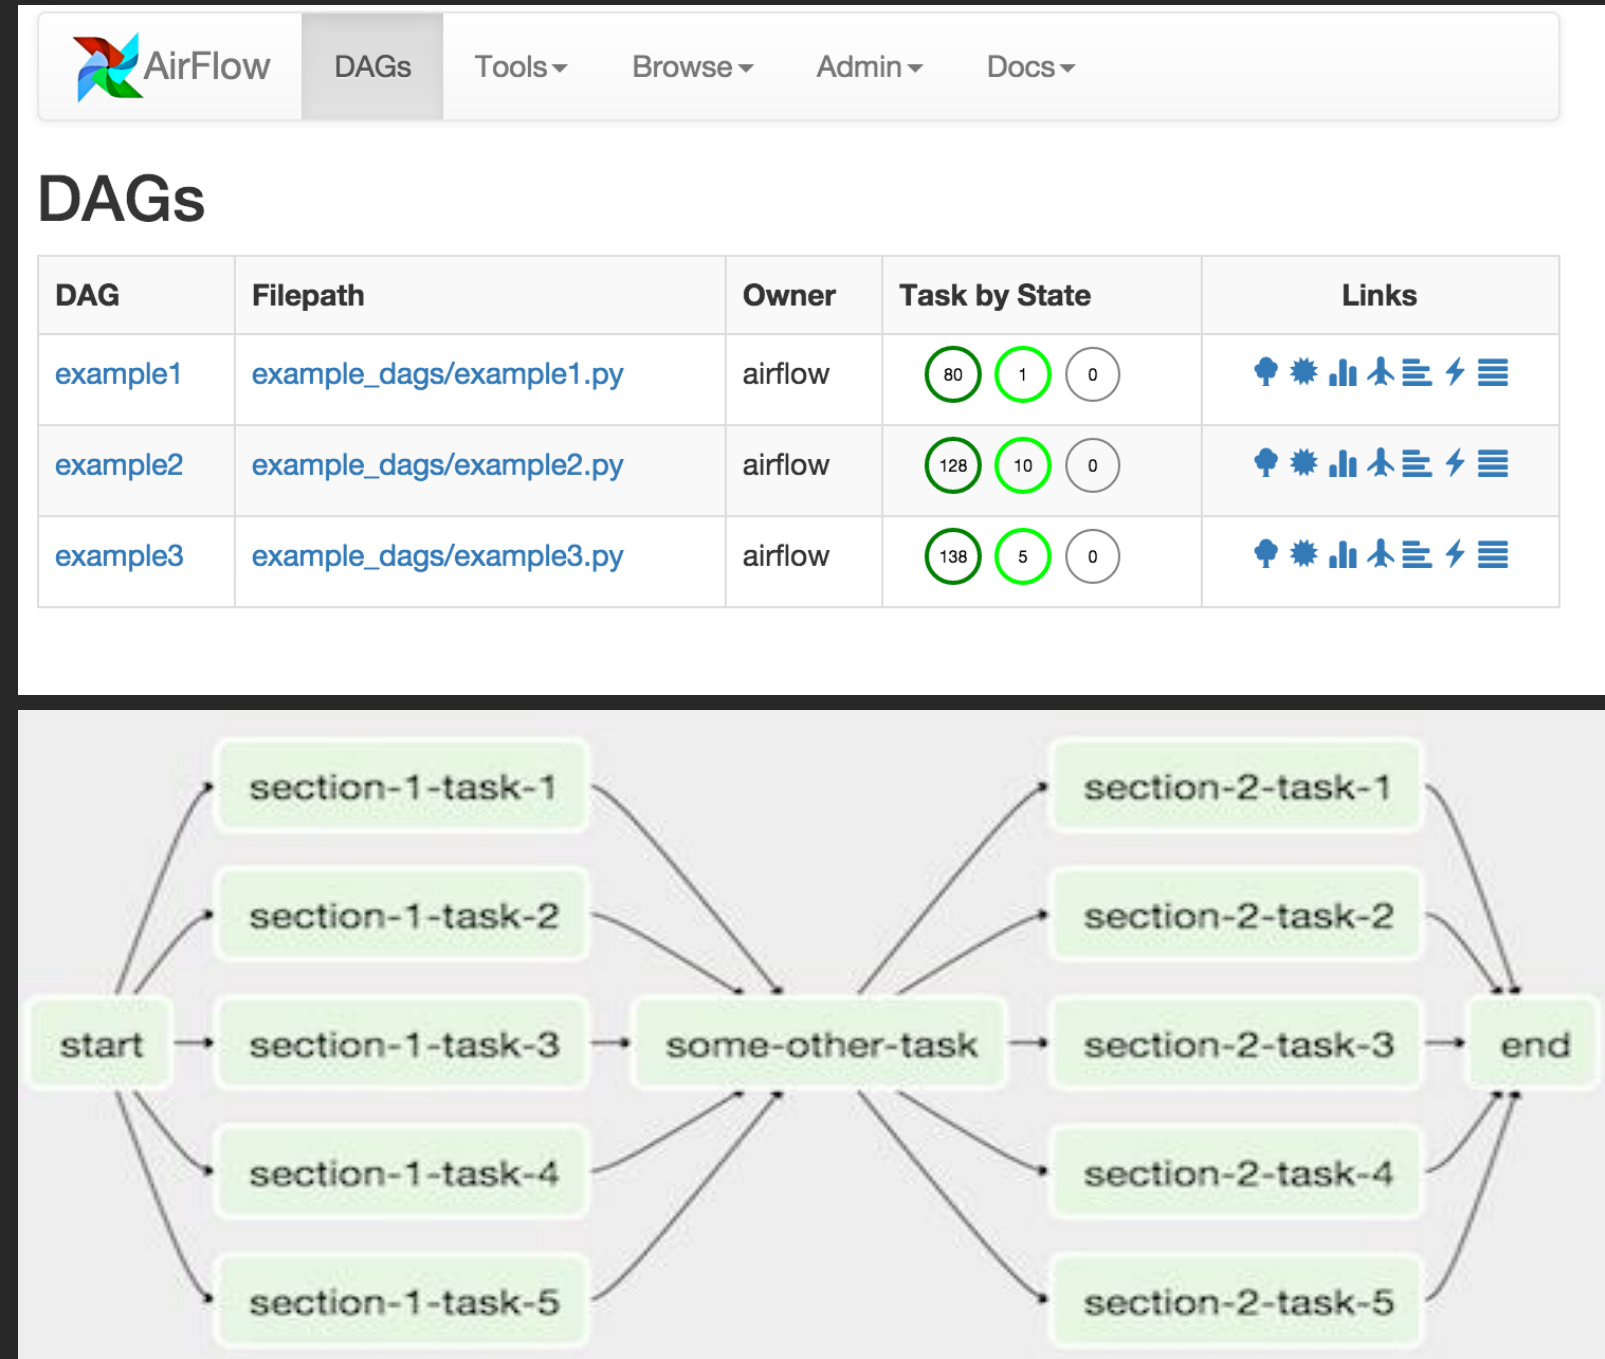 AirFlow DAGs Tools Browse Admin Docs
DAGs
DAG Filepath Owner Task by State Links
example1 example_dags/example1.py airflow 80 1 0
example2 example_dags/example2.py airflow 128 10 0
example3 example_dags/example3.py airflow 138 5 0
section-1-task-1 section-2-task-1
section-1-task-2 section-2-task-2
start section-1-task-3 some-other-task section-2-task-3 end
section-1-task-4 section-2-task-4
section-1-task-5 section-2-task-5